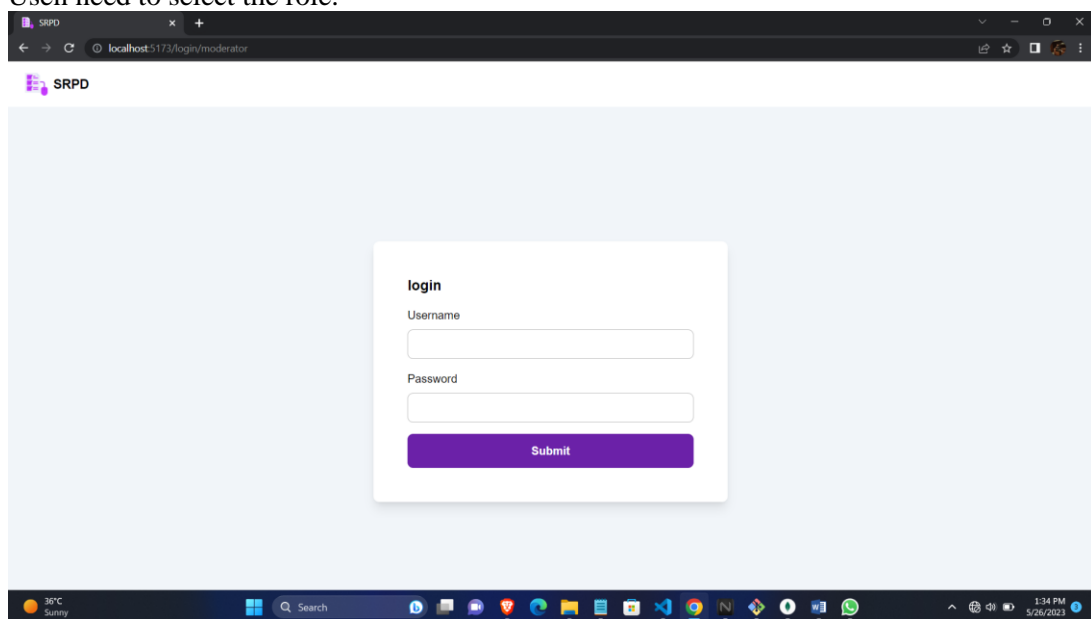 Useh need to select the role.
SRPD
localhost:5173/login/moderator
SRPD
login
Username
Password
Submit
36°C
Sunny
Search
1:34 PM
5/26/2023